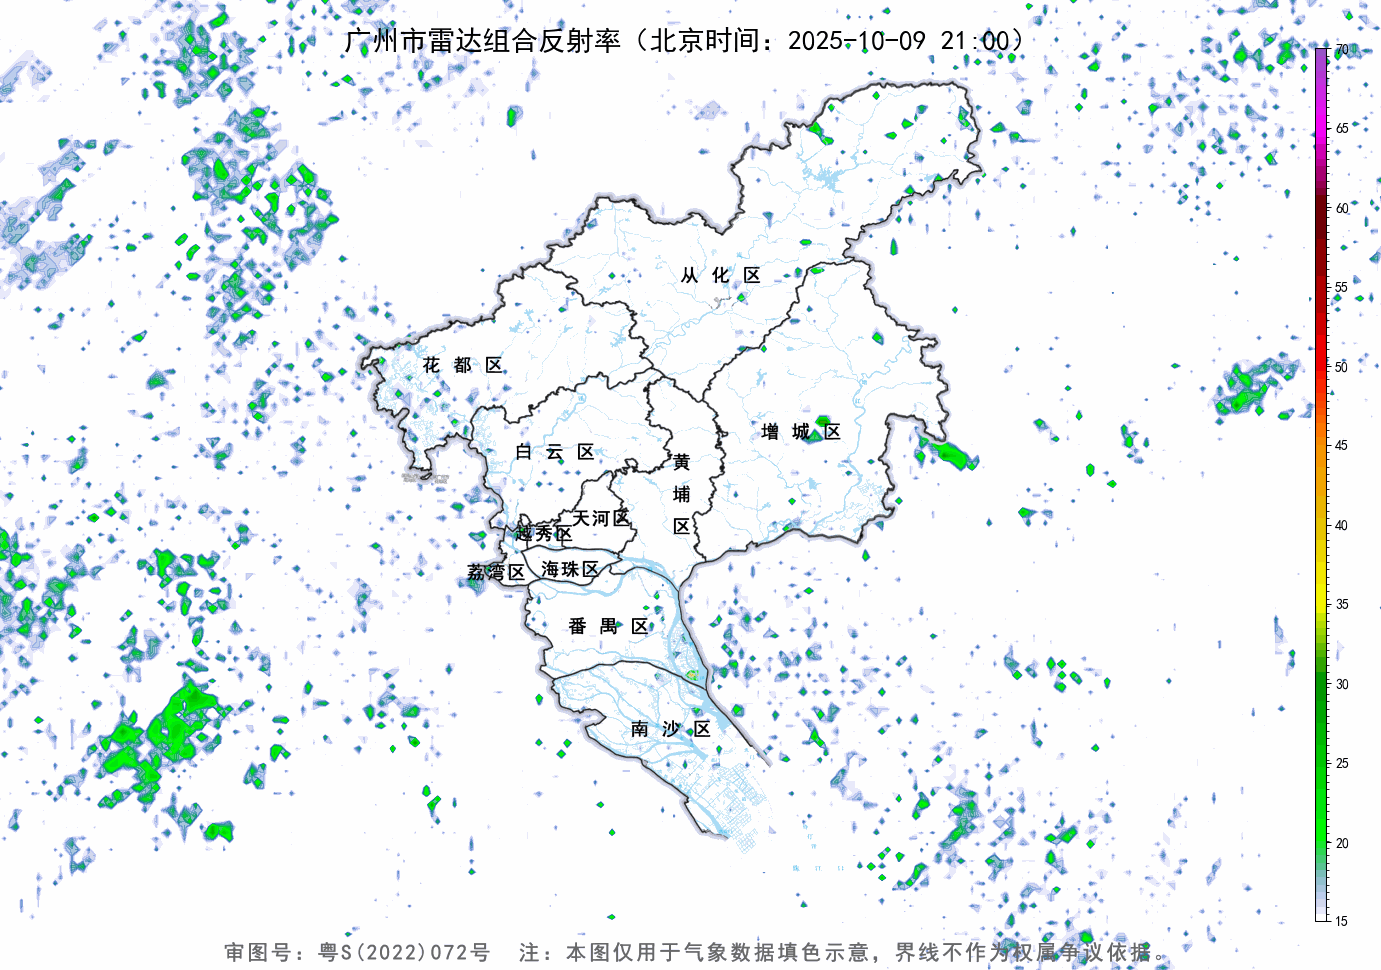 广州市雷达组合反射率（北京时间：2025-10-09 21:00）
70
65
60
55
50
45
40
35
30
25
20
15
从化区
花都区
增城区
白云区
黄埔区
天河区
越秀区
海珠区
荔湾区
番禺区
南沙区
审图号：粤S(2022)072号 注：本图仅用于气象数据填色示意，界线不作为权属争议依据。